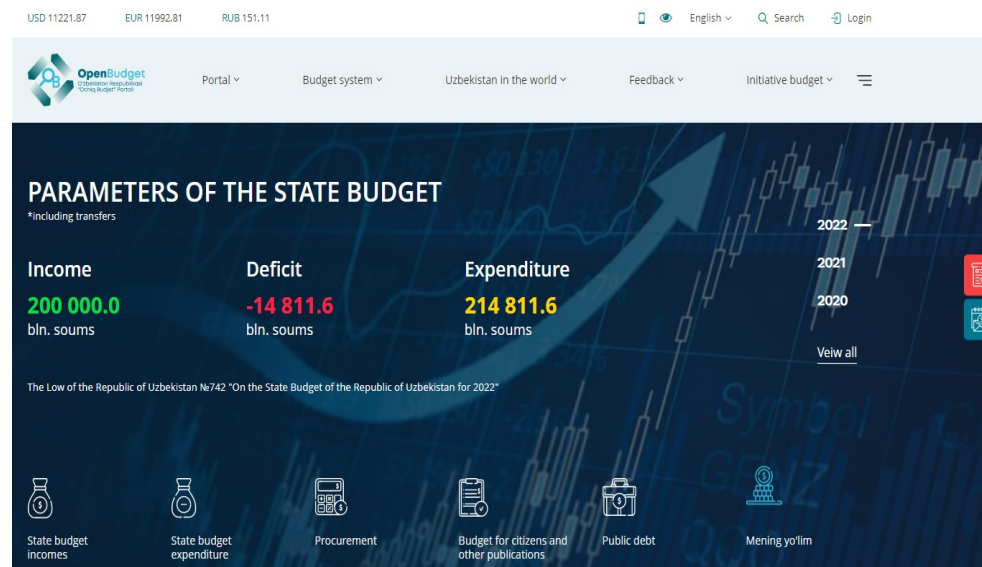 USD 11221.87 EUR 11992.81 RUB 151.11 English Search Login
OpenBudget
O'zbekiston Respublikasi
"Ochiq Budjet" Portali
Portal Budget system Uzbekistan in the world Feedback Initiative budget
PARAMETERS OF THE STATE BUDGET
*including transfers
2022
2021
2020
Veiw all
Income Deficit Expenditure
200 000.0 -14 811.6 214 811.6
bln. soums bln. soums bln. soums
The Low of the Republic of Uzbekistan №742 "On the State Budget of the Republic of Uzbekistan for 2022"
Symbol
State budget
incomes
State budget
expenditure
Procurement
Budget for citizens and
other publications
Public debt
Mening yo'lim